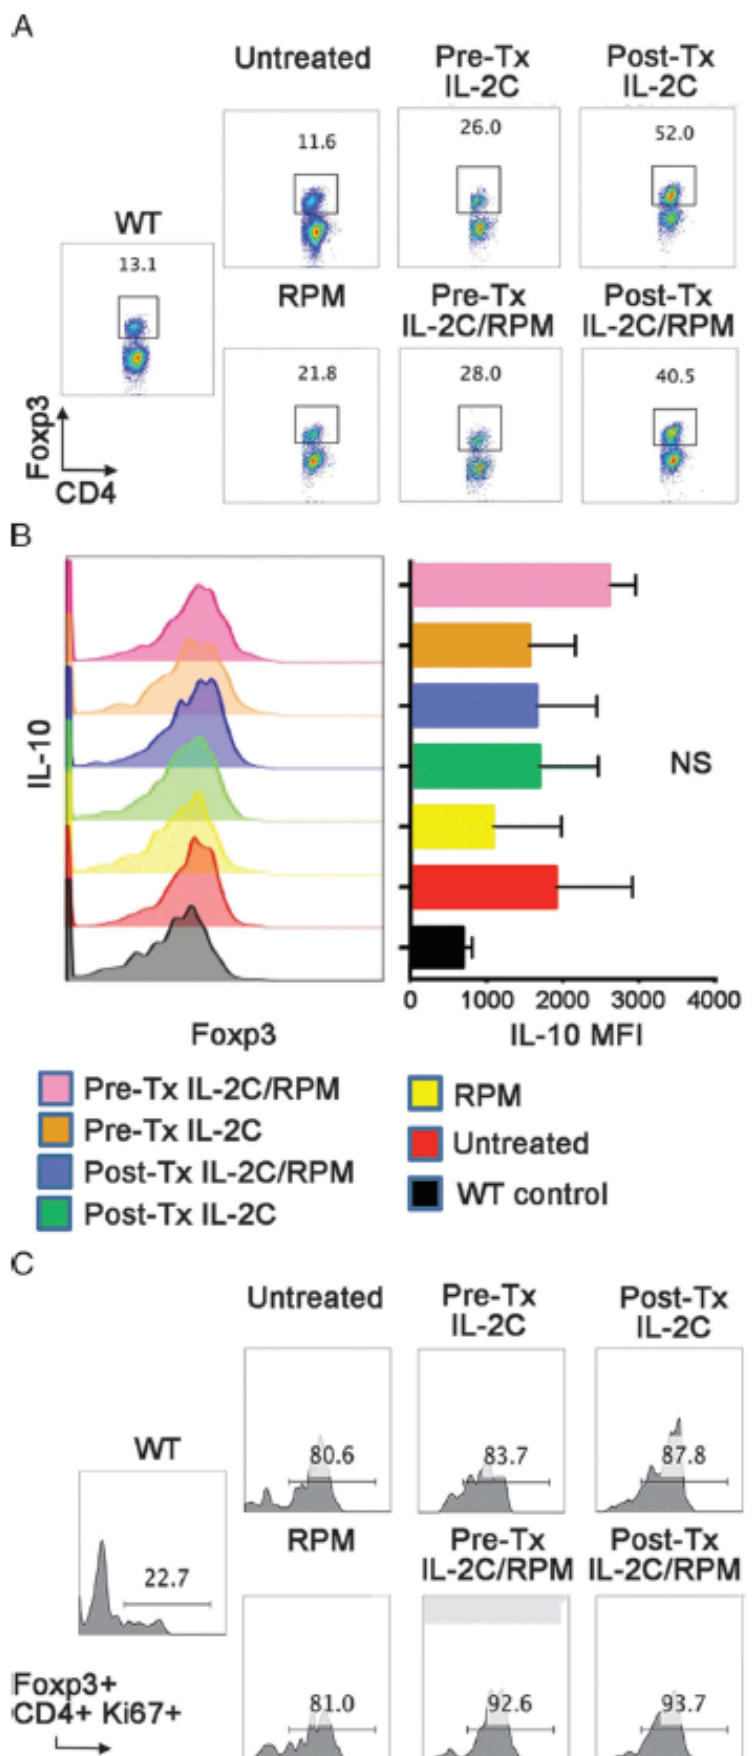 A
Untreated
Pre-Tx
IL-2C
Post-Tx
IL-2C
11.6
26.0
52.0
WT
13.1
RPM
Pre-Tx
IL-2C/RPM
Post-Tx
IL-2C/RPM
21.8
28.0
40.5
Foxp3
CD4
B
IL-10
Foxp3
NS
0 1000 2000 3000 4000
IL-10 MFI
Pre-Tx IL-2C/RPM
Pre-Tx IL-2C
Post-Tx IL-2C/RPM
Post-Tx IL-2C
RPM
Untreated
WT control
C
Untreated
Pre-Tx
IL-2C
Post-Tx
IL-2C
80.6
83.7
87.8
WT
22.7
RPM
Pre-Tx
IL-2C/RPM
Post-Tx
IL-2C/RPM
81.0
92.6
93.7
Foxp3+
CD4+ Ki67+